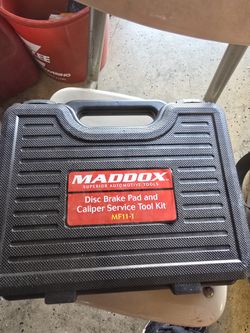 MADDOX
SUPERIOR AUTOMOTIVE TOOLS
Disc Brake Pad and
Caliper Service Tool Kit
MF11-1